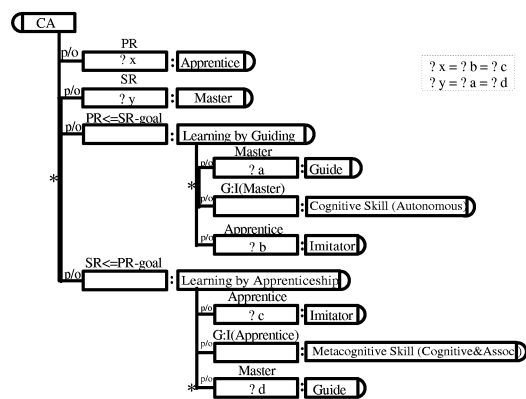 CA
PR
p/o ? x : Apprentice
? x = ? b = ? c
? y = ? a = ? d
SR
p/o ? y : Master
PR<=SR-goal
p/o : Learning by Guiding
Master
p/o ? a : Guide
*
*
G:I(Master)
p/o : Cognitive Skill (Autonomous)
Apprentice
p/o ? b : Imitator
SR<=PR-goal
p/o : Learning by Apprenticeship
Apprentice
p/o ? c : Imitator
G:I(Apprentice)
p/o : Metacognitive Skill (Cognitive&Assoc)
Master
* p/o ? d : Guide